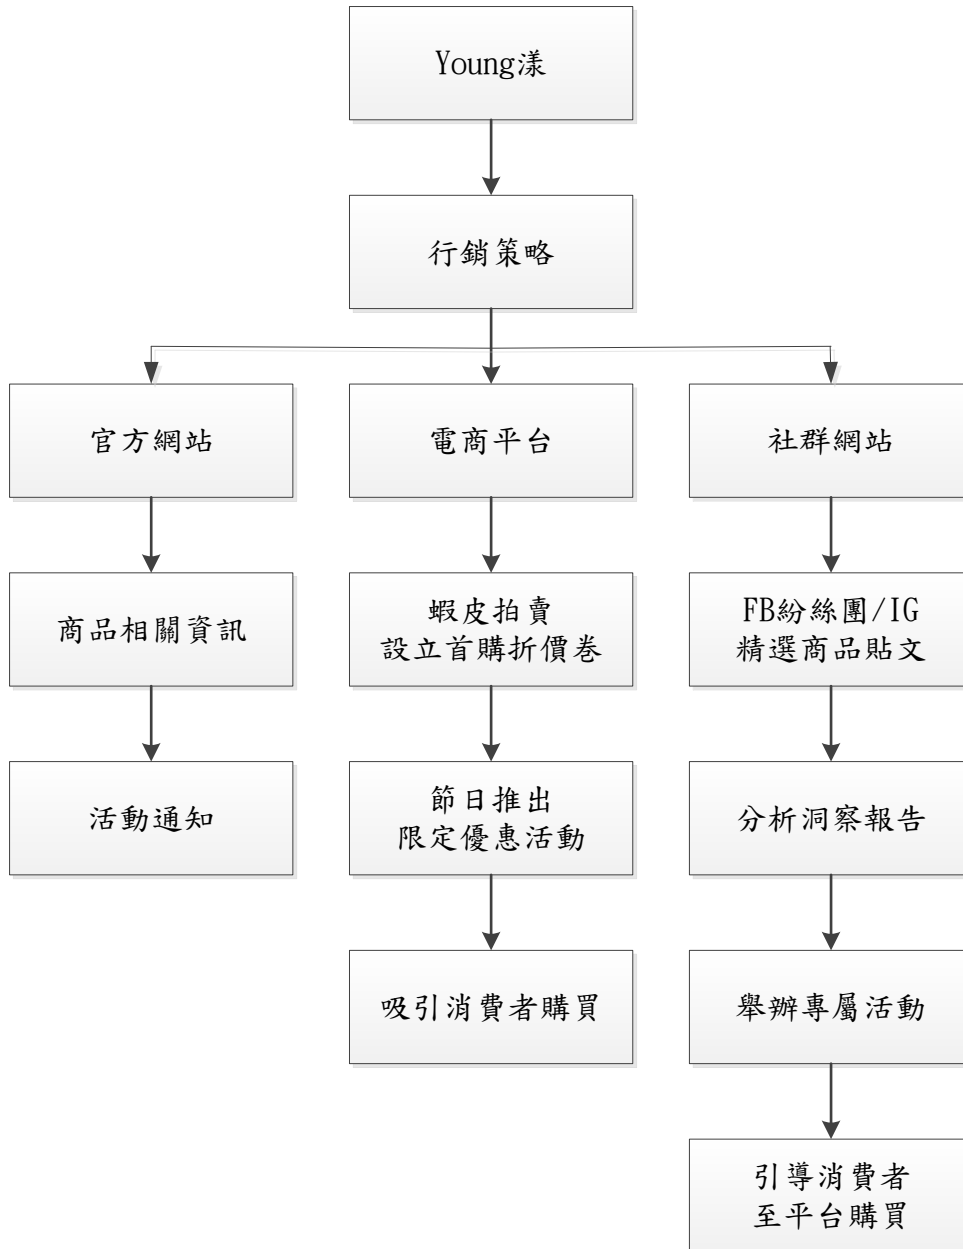 Young漾
行銷策略
官方網站
電商平台
社群網站
商品相關資訊
蝦皮拍賣
設立首購折價卷
FB紛絲團/IG
精選商品貼文
活動通知
節日推出
限定優惠活動
分析洞察報告
吸引消費者購買
舉辦專屬活動
引導消費者
至平台購買